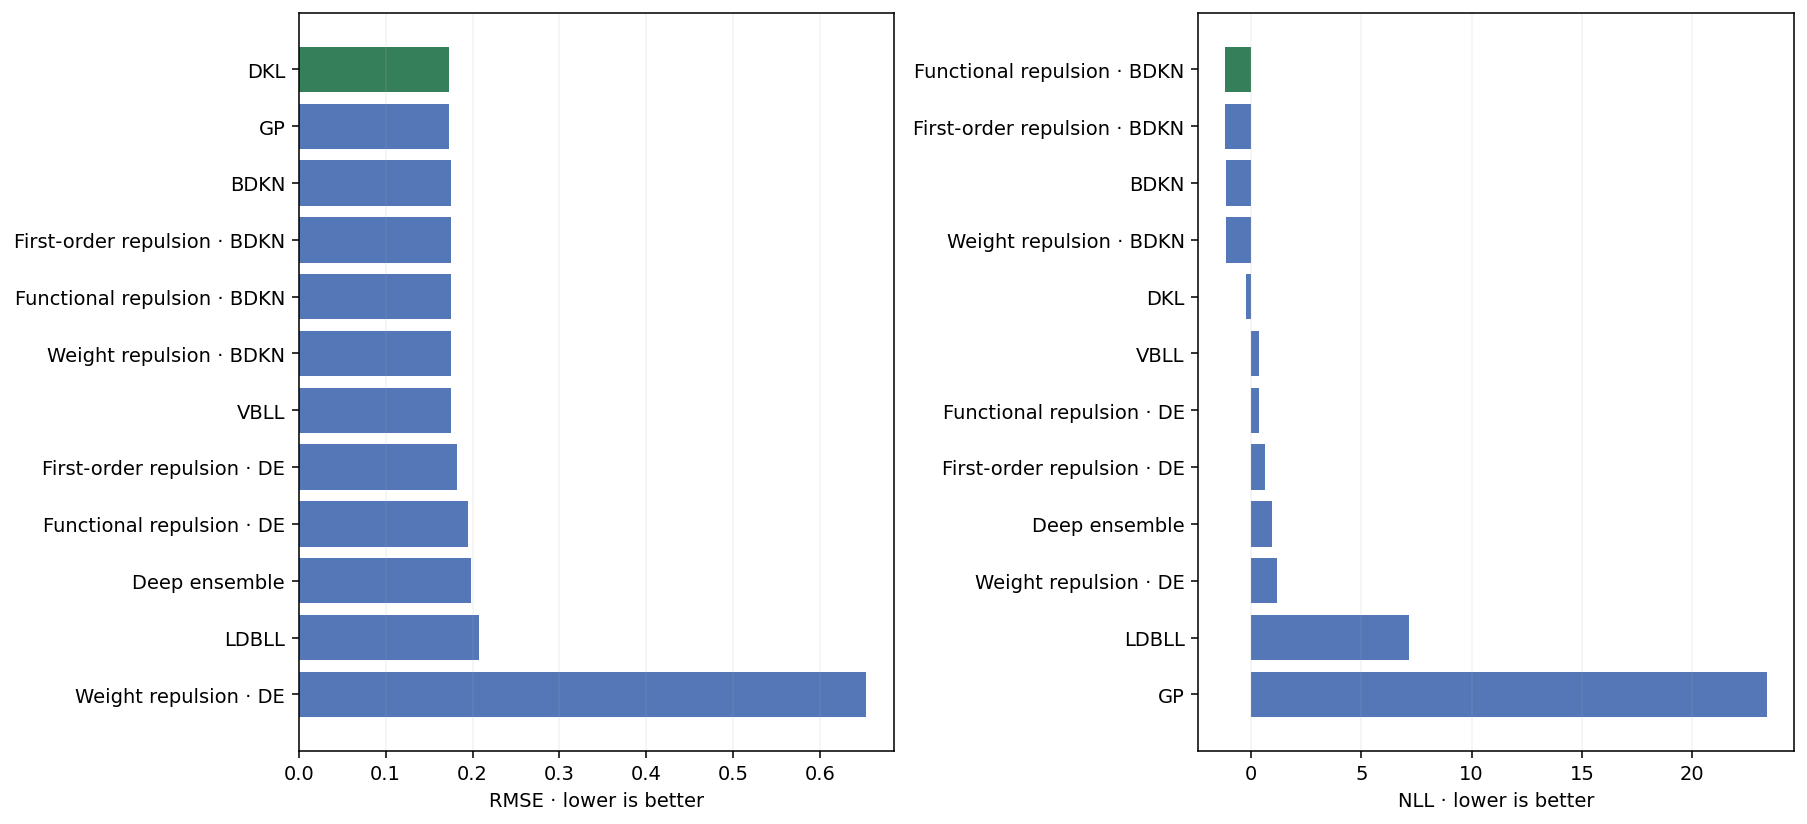 DKL
GP
BDKN
First-order repulsion · BDKN
Functional repulsion · BDKN
Weight repulsion · BDKN
VBLL
First-order repulsion · DE
Functional repulsion · DE
Deep ensemble
LDBLL
Weight repulsion · DE
0.0 0.1 0.2 0.3 0.4 0.5 0.6
RMSE · lower is better
Functional repulsion · BDKN
First-order repulsion · BDKN
BDKN
Weight repulsion · BDKN
DKL
VBLL
Functional repulsion · DE
First-order repulsion · DE
Deep ensemble
Weight repulsion · DE
LDBLL
GP
0 5 10 15 20
NLL · lower is better